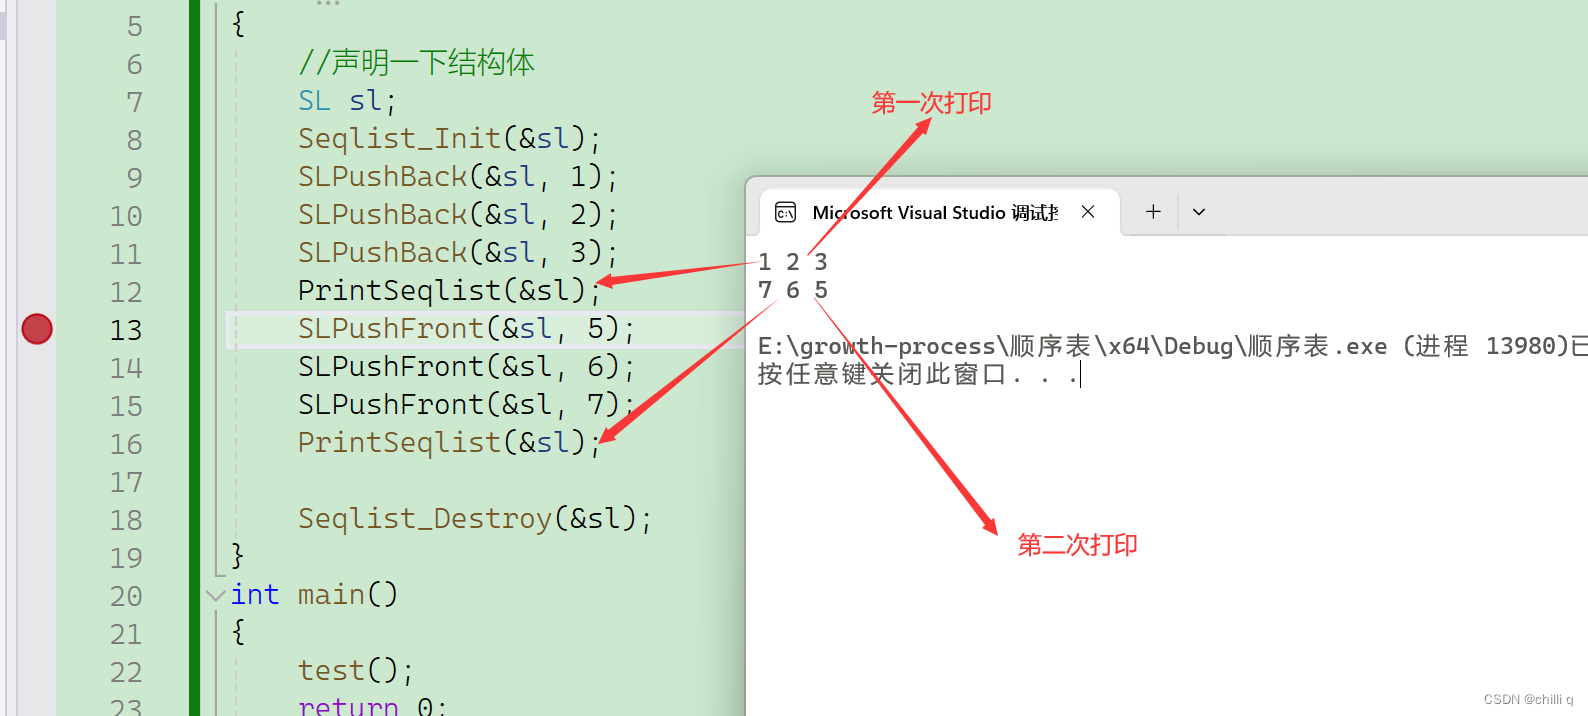 5 {
6 //声明一下结构体
7 SL sl;
8 Seqlist_Init(&sl);
9 SLPushBack(&sl, 1);
10 SLPushBack(&sl, 2);
11 SLPushBack(&sl, 3);
12 PrintSeqlist(&sl);
13 SLPushFront(&sl, 5);
14 SLPushFront(&sl, 6);
15 SLPushFront(&sl, 7);
16 PrintSeqlist(&sl);
17
18 Seqlist_Destroy(&sl);
19 }
20 int main()
21 {
22 test();
23 return 0;
第一次打印
Microsoft Visual Studio 调试控
1 2 3
7 6 5
E:\growth-process\顺序表\x64\Debug\顺序表.exe (进程 13980)已
按任意键关闭此窗口. . .
第二次打印
CSDN @chilli q